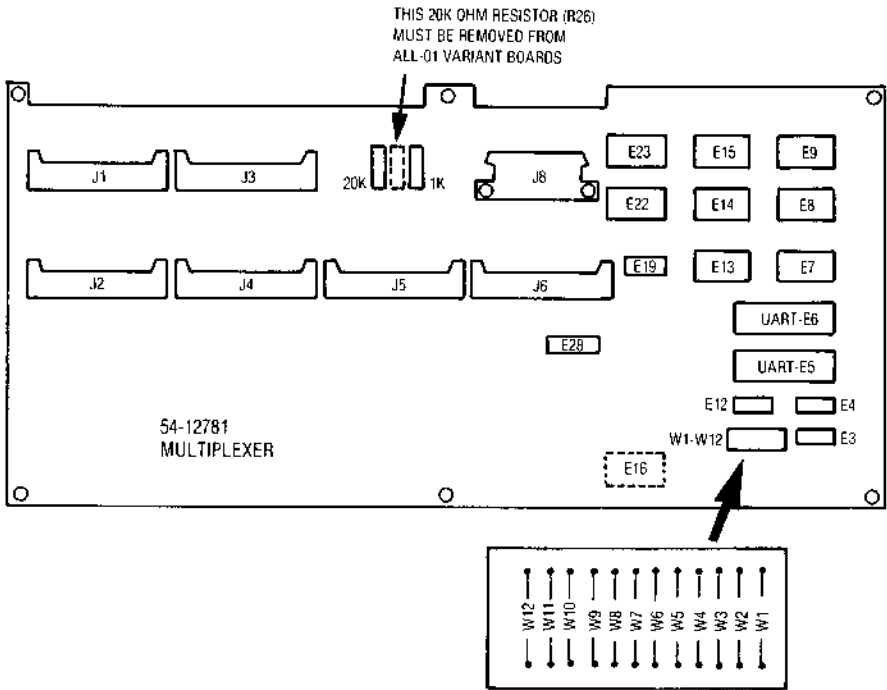 THIS 20K OHM RESISTOR (R26)
MUST BE REMOVED FROM
ALL-01 VARIANT BOARDS
J1
J3
20K
1K
J8
E23
E15
E9
E22
E14
E8
J2
J4
J5
J6
E19
E13
E7
UART-E6
E28
UART-E5
E12
E4
54-12781
MULTIPLEXER
W1-W12
E3
E16
W12
W11
W10
W9
W8
W7
W6
W5
W4
W3
W2
W1